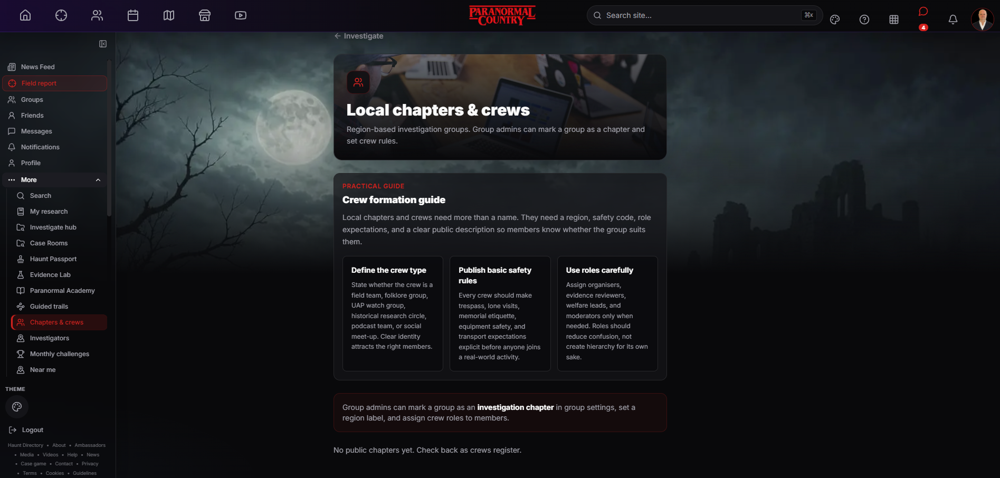 PARANORMAL
COUNTRY
Search site...
⌘K
4
Investigate
News Feed
Field report
Groups
Friends
Messages
Notifications
Profile
More
Search
My research
Investigate hub
Case Rooms
Haunt Passport
Evidence Lab
Paranormal Academy
Guided trails
Chapters & crews
Investigators
Monthly challenges
Near me
THEME
Logout
Haunt Directory • About • Ambassadors
• Media • Videos • Help • News
• Case game • Contact • Privacy
• Terms • Cookies • Guidelines
Local chapters & crews
Region-based investigation groups. Group admins can mark a group as a chapter and
set crew rules.
PRACTICAL GUIDE
Crew formation guide
Local chapters and crews need more than a name. They need a region, safety code, role
expectations, and a clear public description so members know whether the group suits
them.
Define the crew type
State whether the crew is a
field team, folklore group,
UAP watch group,
historical research circle,
podcast team, or social
meet-up. Clear identity
attracts the right members.
Publish basic safety
rules
Every crew should make
trespass, lone visits,
memorial etiquette,
equipment safety, and
transport expectations
explicit before anyone joins
a real-world activity.
Use roles carefully
Assign organisers,
evidence reviewers,
welfare leads, and
moderators only when
needed. Roles should
reduce confusion, not
create hierarchy for its own
sake.
Group admins can mark a group as an investigation chapter in group settings, set a
region label, and assign crew roles to members.
No public chapters yet. Check back as crews register.